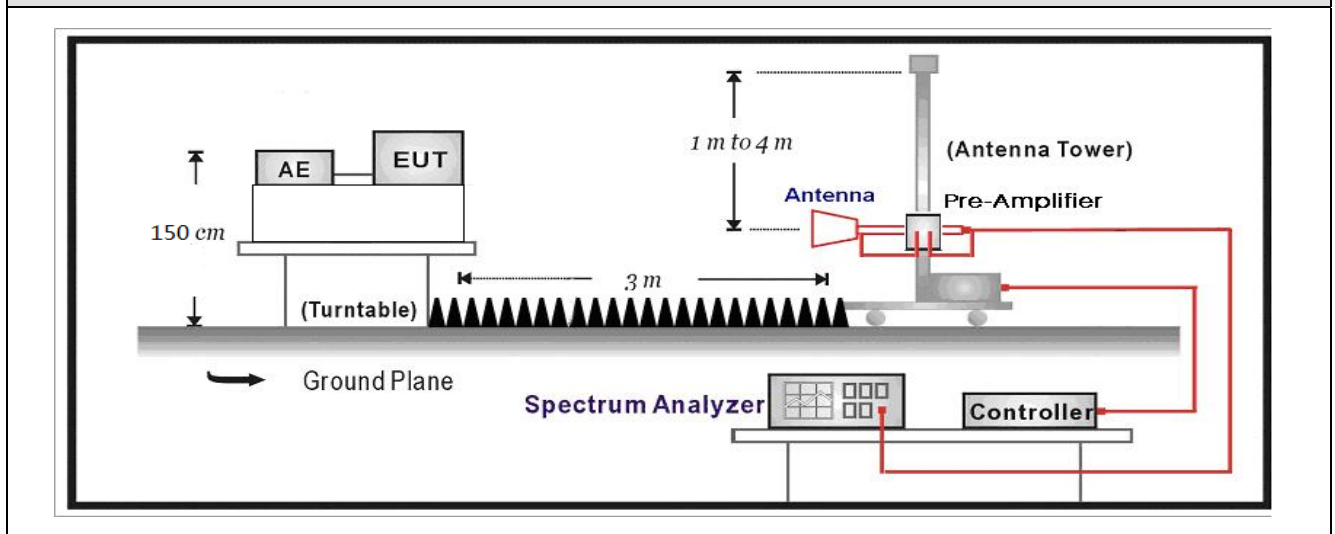 1 m to 4 m
(Antenna Tower)
AE
EUT
Antenna
Pre-Amplifier
150 cm
3 m
(Turntable)
Ground Plane
Spectrum Analyzer
Controller